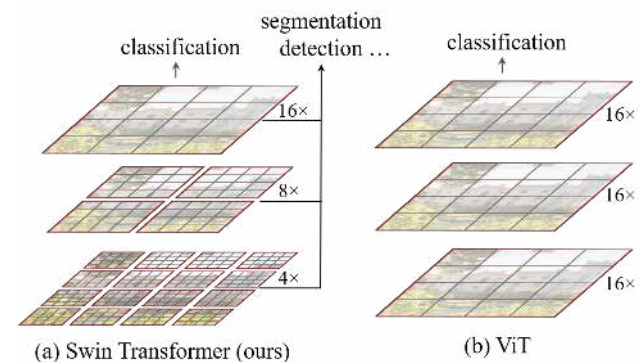 segmentation
classification
detection ...
classification
16×
8×
4×
16×
16×
16×
(a) Swin Transformer (ours)
(b) ViT